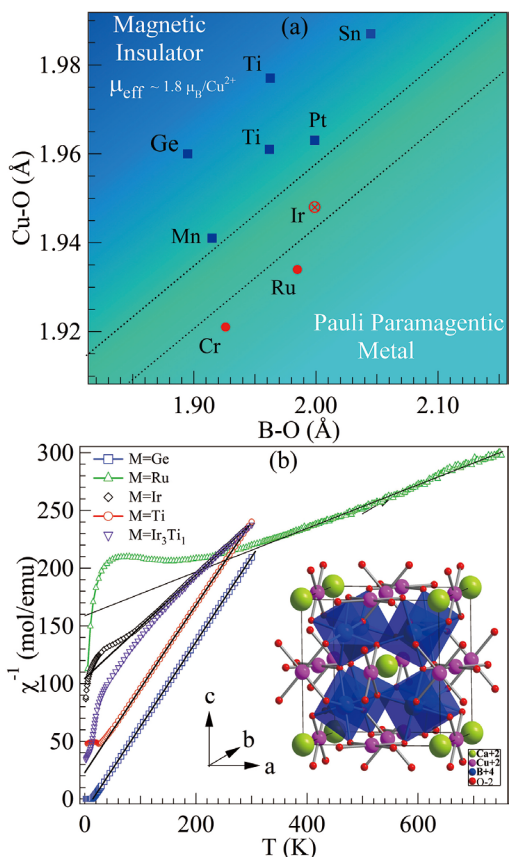 (a)
Magnetic
Insulator
μeff ~ 1.8 μB/Cu2+
Sn
Ti
Ge
Ti
Pt
Mn
Ir
Ru
Cr
Pauli Paramagentic
Metal
1.98
1.96
1.94
1.92
Cu-O (Å)
1.90
2.00
2.10
B-O (Å)
(b)
M=Ge
M=Ru
M=Ir
M=Ti
M=Ir3Ti1
300
250
200
150
100
50
0
χ-1 (mol/emu)
c
b
a
Ca+2
Cu+2
B+4
O-2
0
200
400
600
T (K)